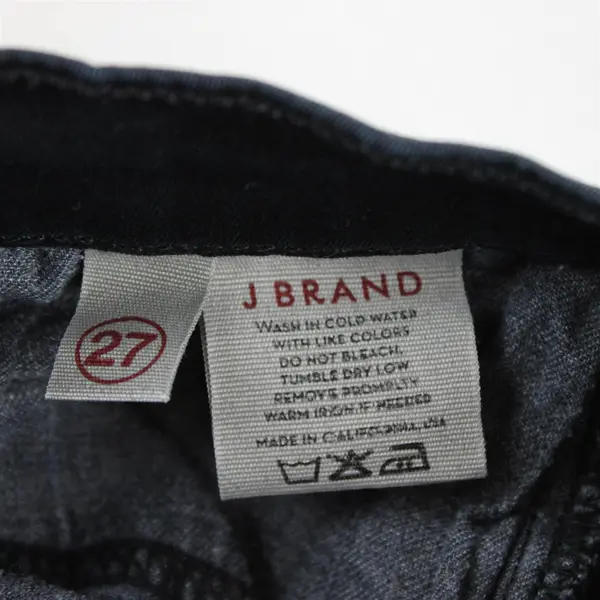 27
J BRAND
WASH IN COLD WATER
WITH LIKE COLORS
DO NOT BLEACH.
TUMBLE DRY LOW
REMOVE PROMPTLY
WARM IRON IF NEEDED
MADE IN CALIFORNIA, USA